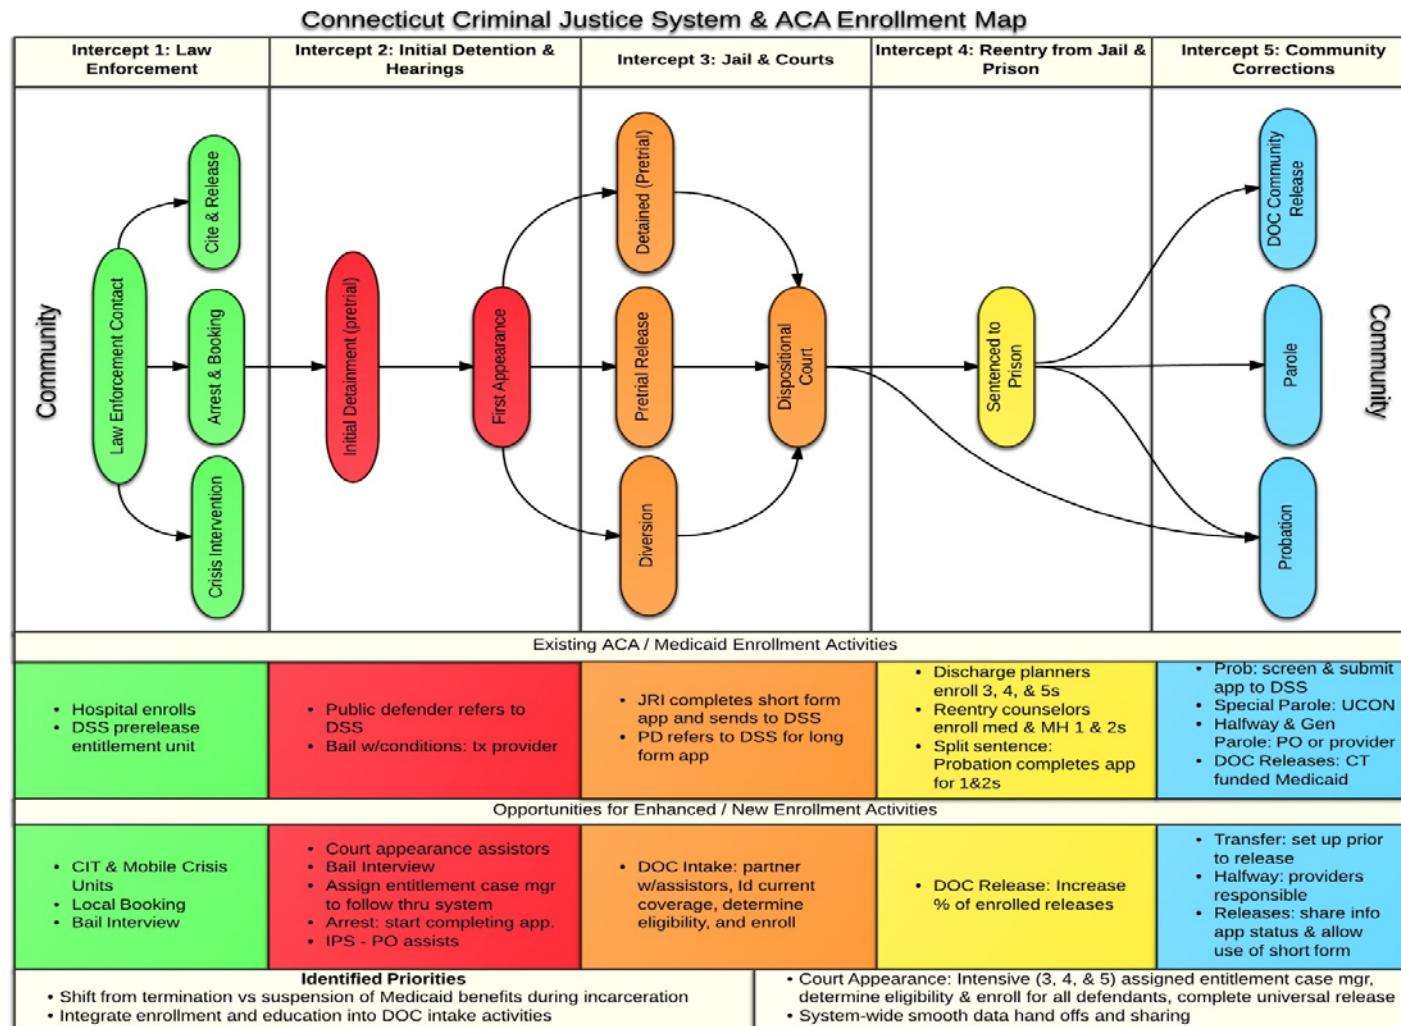 Connecticut Criminal Justice System & ACA Enrollment Map
Intercept 1: Law
Enforcement
Intercept 2: Initial Detention &
Hearings
Intercept 3: Jail & Courts
Intercept 4: Reentry from Jail &
Prison
Intercept 5: Community
Corrections
Community
Law Enforcement Contact
Cite & Release
Arrest & Booking
Crisis Intervention
Initial Detainment (pretrial)
First Appearance
Detained (Pretrial)
Pretrial Release
Diversion
Dispositional
Court
Sentenced to
Prison
DOC Community
Release
Parole
Probation
Community
Existing ACA / Medicaid Enrollment Activities
• Hospital enrolls
• DSS prerelease
entitlement unit
• Public defender refers to
DSS
• Bail w/conditions: tx provider
• JRI completes short form
app and sends to DSS
• PD refers to DSS for long
form app
• Discharge planners
enroll 3, 4, & 5s
• Reentry counselors
enroll med & MH 1 & 2s
• Split sentence:
Probation completes app
for 1&2s
• Prob: screen & submit
app to DSS
• Special Parole: UCON
• Halfway & Gen
Parole: PO or provider
• DOC Releases: CT
funded Medicaid
Opportunities for Enhanced / New Enrollment Activities
• CIT & Mobile Crisis
Units
• Local Booking
• Bail Interview
• Court appearance assistors
• Bail Interview
• Assign entitlement case mgr
to follow thru system
• Arrest: start completing app.
• IPS - PO assists
• DOC Intake: partner
w/assistors, Id current
coverage, determine
eligibility, and enroll
• DOC Release: Increase
% of enrolled releases
• Transfer: set up prior
to release
• Halfway: providers
responsible
• Releases: share info
app status & allow
use of short form
Identified Priorities
• Shift from termination vs suspension of Medicaid benefits during incarceration
• Integrate enrollment and education into DOC intake activities
• Court Appearance: Intensive (3, 4, & 5) assigned entitlement case mgr,
determine eligibility & enroll for all defendants, complete universal release
• System-wide smooth data hand offs and sharing